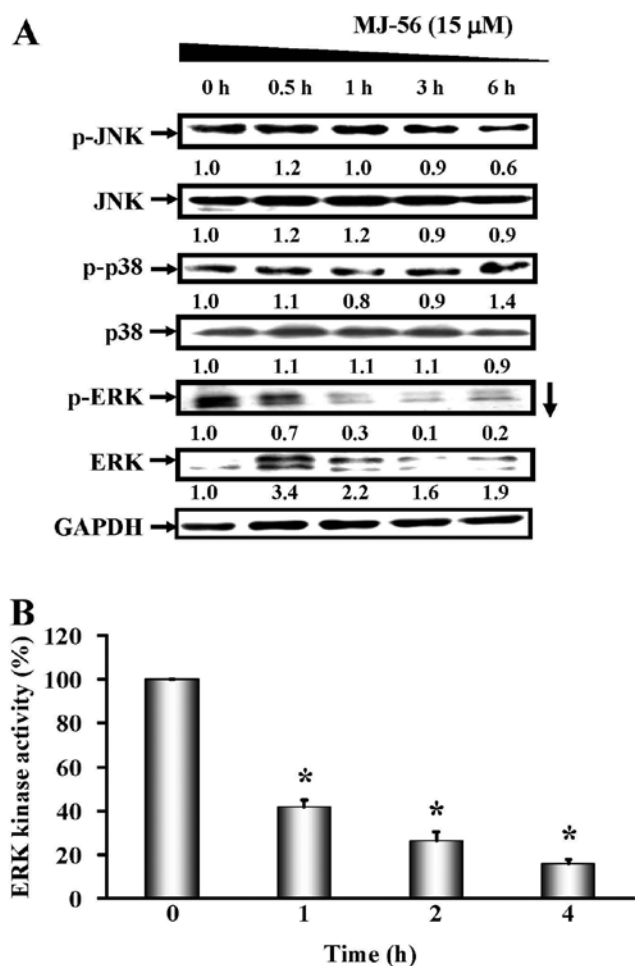 A
MJ-56 (15 μM)
0 h 0.5 h 1 h 3 h 6 h
p-JNK
1.0 1.2 1.0 0.9 0.6
JNK
1.0 1.2 1.2 0.9 0.9
p-p38
1.0 1.1 0.8 0.9 1.4
p38
1.0 1.1 1.1 1.1 0.9
p-ERK
1.0 0.7 0.3 0.1 0.2
ERK
1.0 3.4 2.2 1.6 1.9
GAPDH
B
ERK kinase activity (%)
120
100
80
60
40
20
0
* * *
0 1 2 4
Time (h)